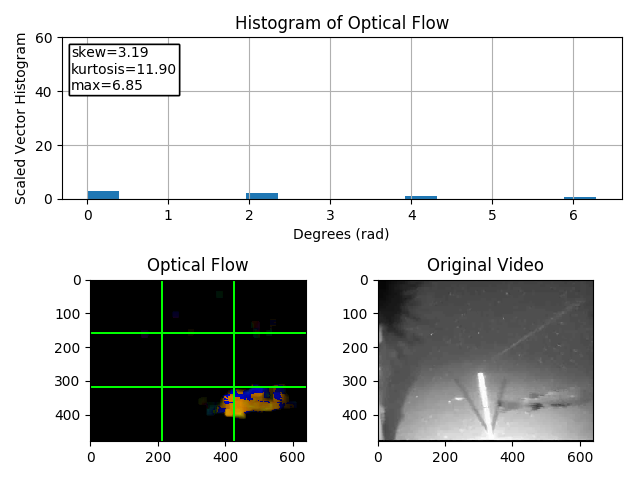 Histogram of Optical Flow
Scaled Vector Histogram
60
40
20
0
skew=3.19
kurtosis=11.90
max=6.85
0 1 2 3 4 5 6
Degrees (rad)
Optical Flow
0
100
200
300
400
0 200 400 600
Original Video
0
100
200
300
400
0 200 400 600